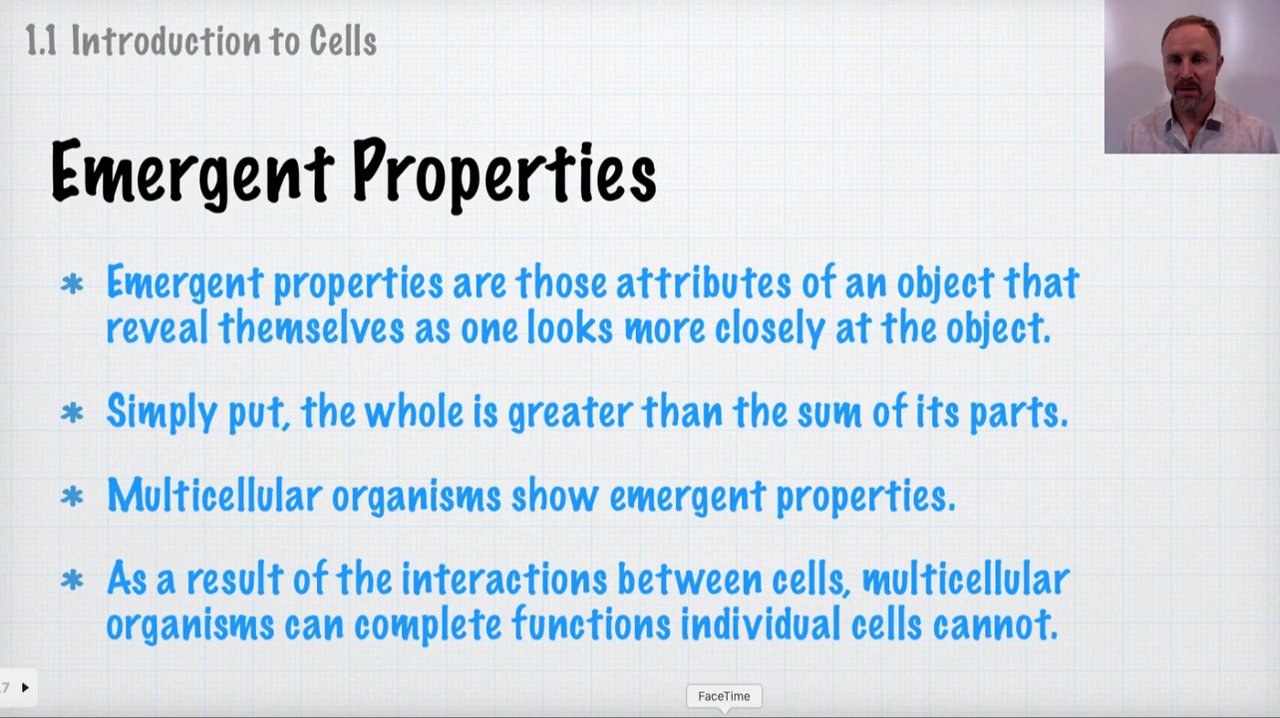 1.1 Introduction to Cells
Emergent Properties
* Emergent properties are those attributes of an object that
reveal themselves as one looks more closely at the object.
* Simply put, the whole is greater than the sum of its parts.
* Multicellular organisms show emergent properties.
* As a result of the interactions between cells, multicellular
organisms can complete functions individual cells cannot.
7
FaceTime